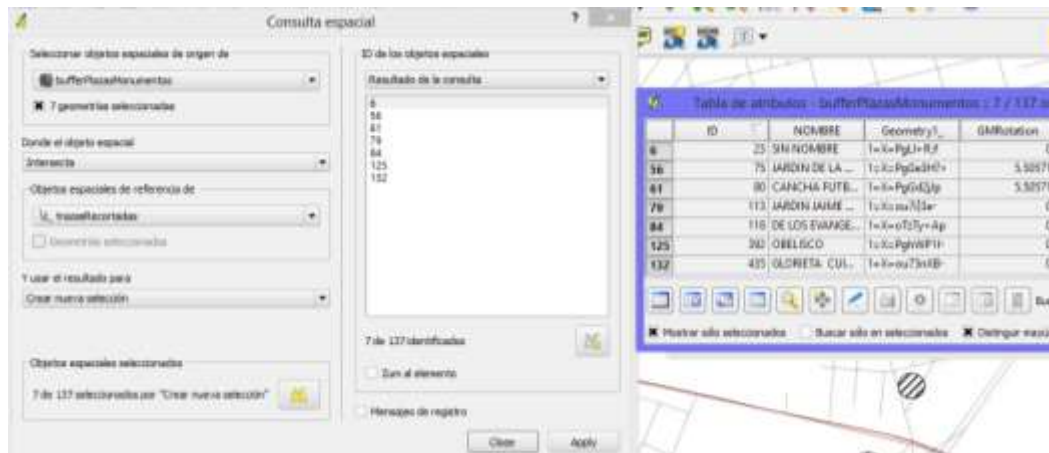 Consulta espacial
?
Seleccionar objetos espaciales de origen de
bufferPlazasMonumentos
7 geometrías seleccionadas
Donde el objeto espacial
Intersecta
Objetos espaciales de referencia de
trazasRecortadas
Geometrías seleccionadas
Y usar el resultado para
Crear nueva selección
Objetos espaciales seleccionados
7 de 137 seleccionados por "Crear nueva selección"
ID de los objetos espaciales
Resultado de la consulta
6
56
61
79
84
125
132
7 de 137 identificados
Zum al elemento
Mensajes de registro
Close
Apply
Tabla de atributos - bufferPlazasMonumentos :: 7 / 137
ID NOMBRE Geometry1_ GMRotation
6 23 SIN NOMBRE
56 75 JARDIN DE LA ... 5.5057
61 80 CANCHA FUTB... 5.5057
79 113 JARDIN JAIME ...
84 118 DE LOS EVANGE...
125 OBELISCO
132 435 GLORIETA CUI...
Mostrar sólo seleccionados
Buscar sólo en seleccionados
Distinguir